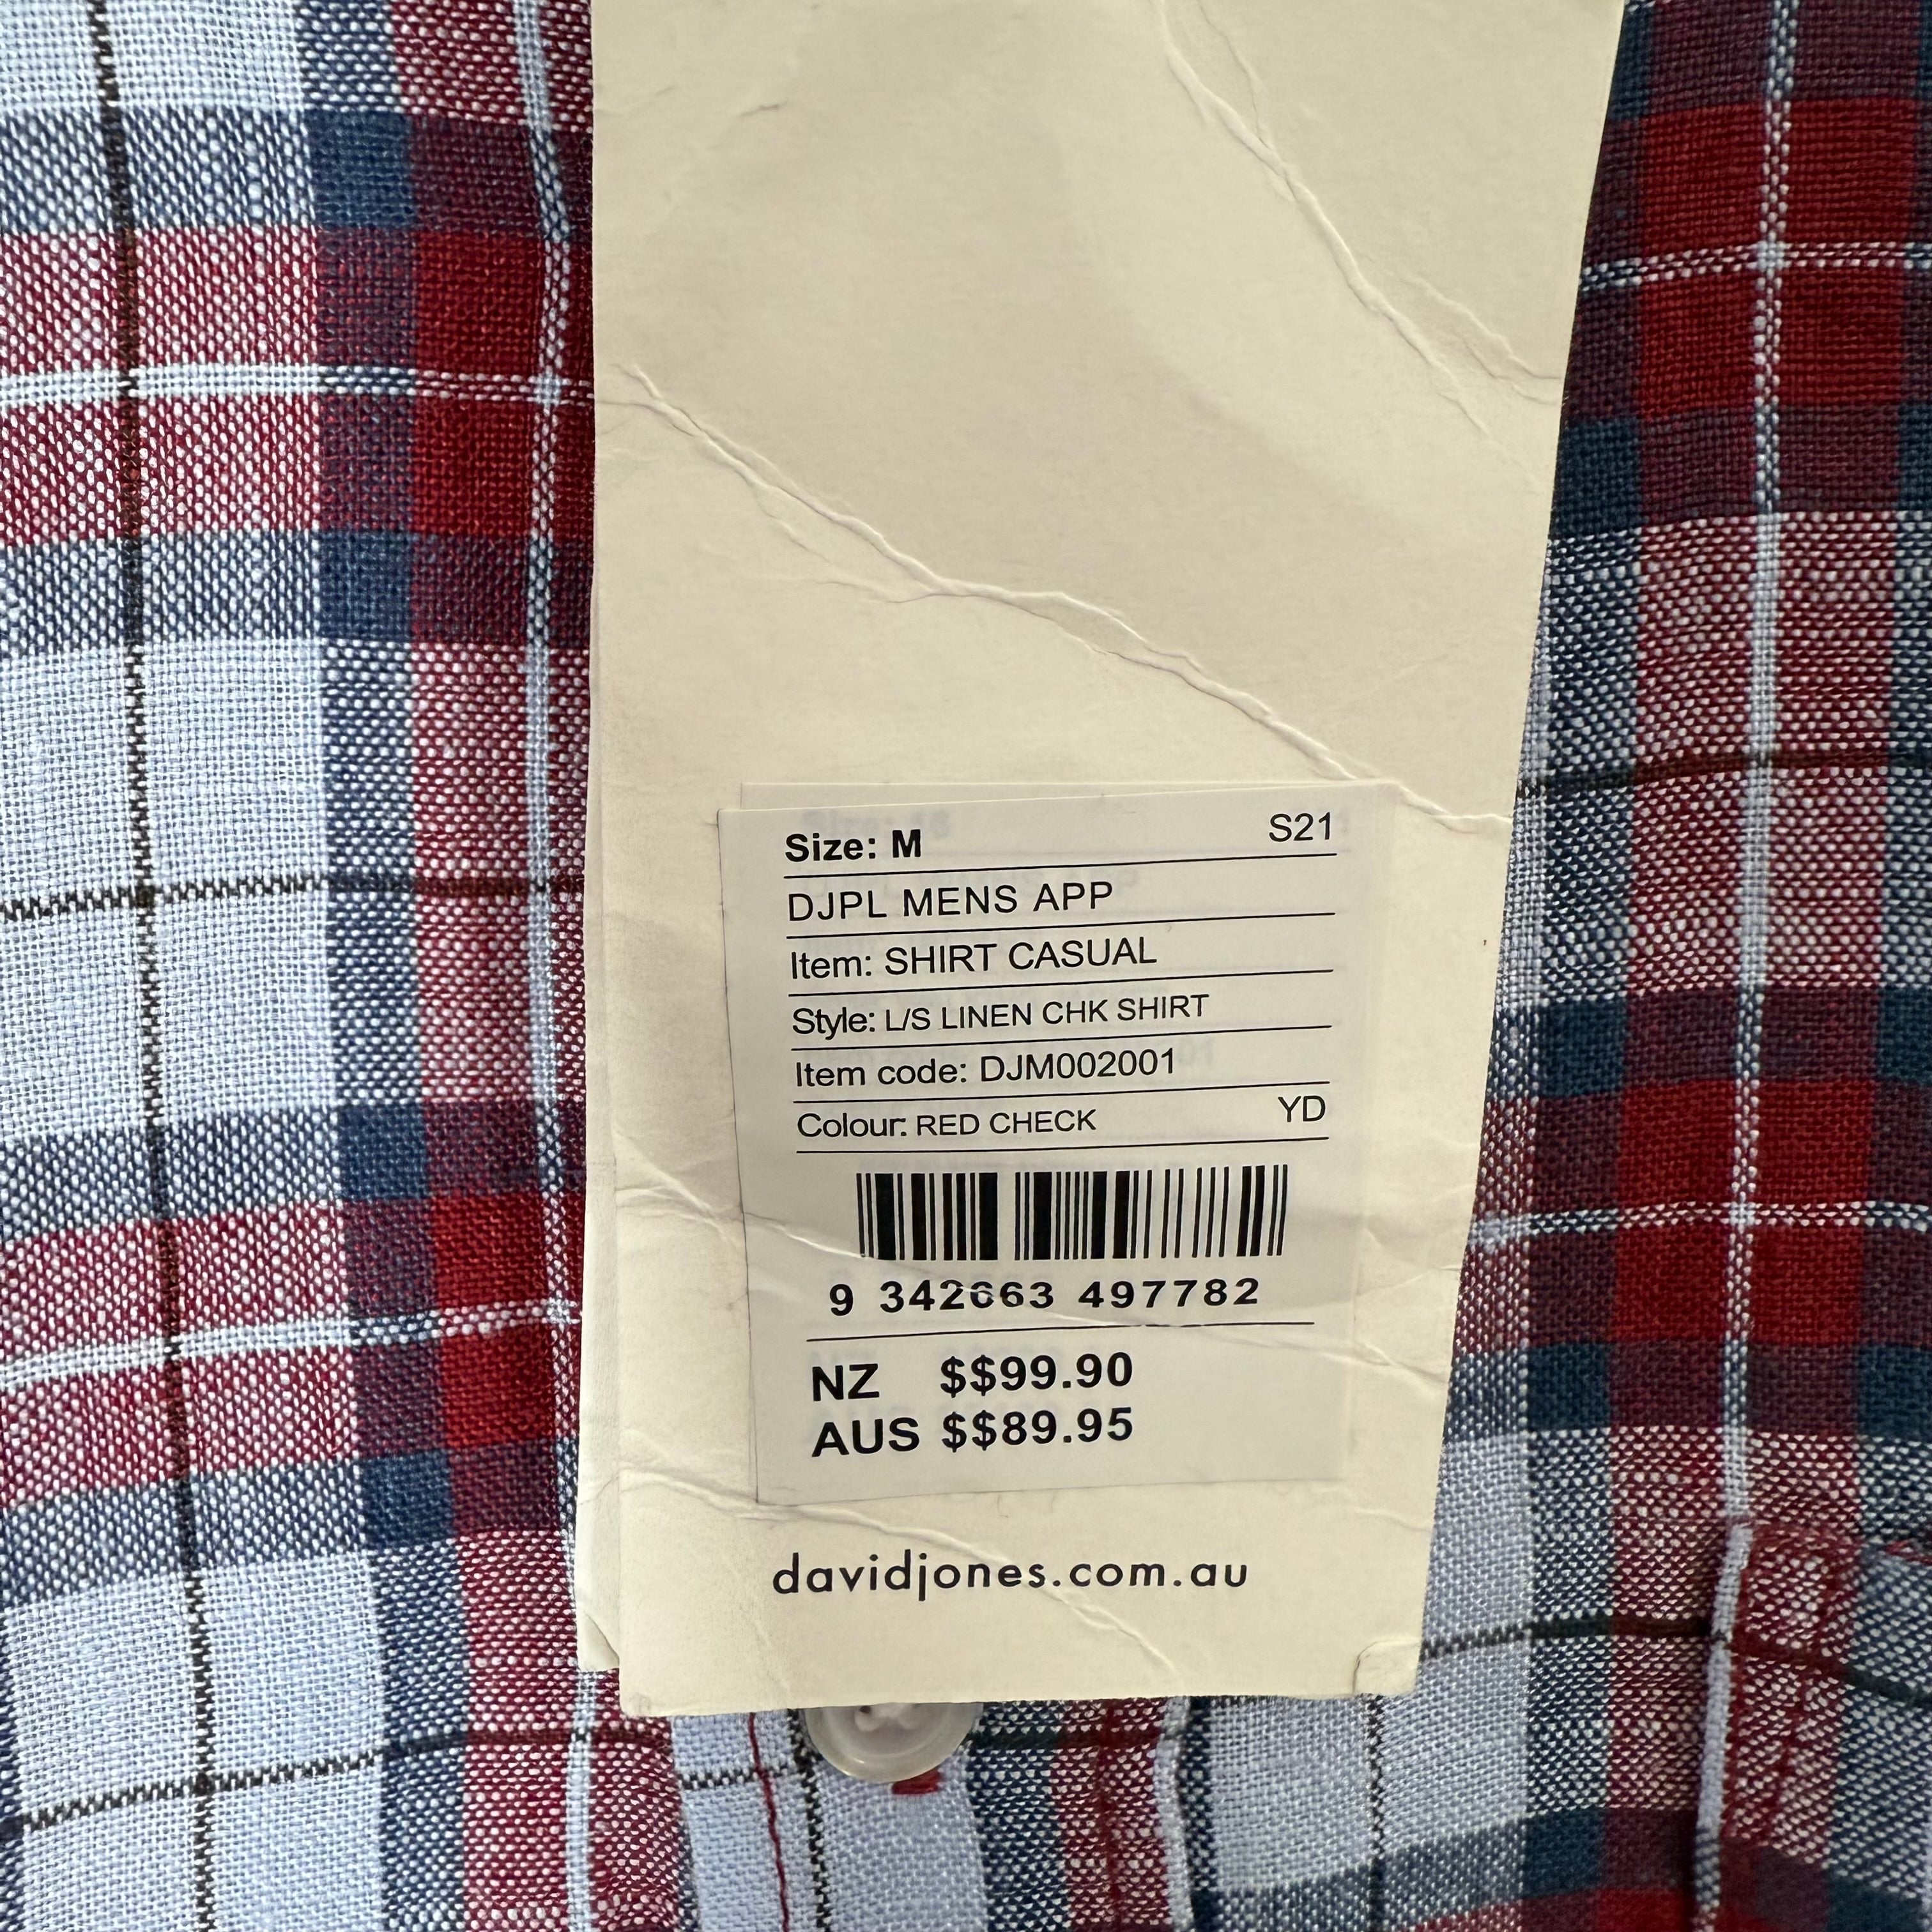 Size: M S21
DJPL MENS APP
Item: SHIRT CASUAL
Style: L/S LINEN CHK SHIRT
Item code: DJM002001
Colour: RED CHECK YD
9 342663 497782
NZ $$99.90
AUS $$89.95
davidjones.com.au